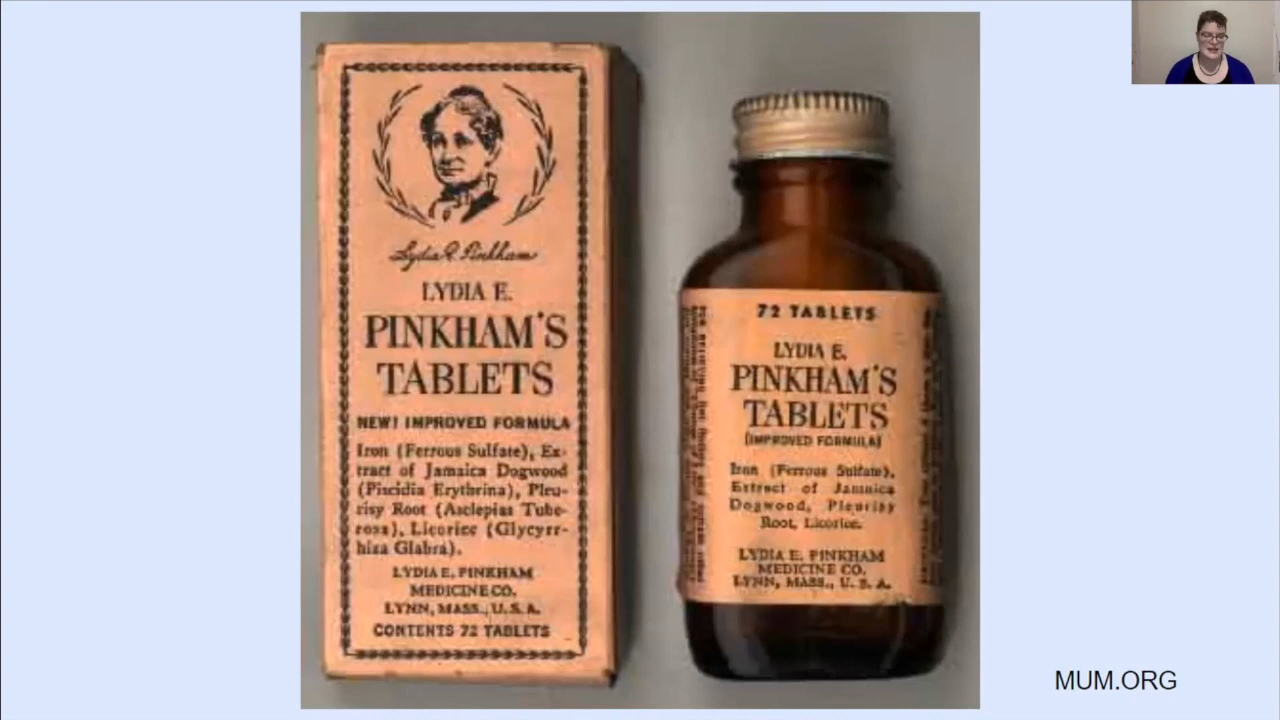 Lydia E. Pinkham
LYDIA E.
PINKHAM'S
TABLETS
NEW! IMPROVED FORMULA
Iron (Ferrous Sulfate), Ex-
tract of Jamaica Dogwood
(Piscidia Erythrina), Pleu-
risy Root (Asclepias Tube-
rosa), Licorice (Glycyrr-
hiza Glabra).
LYDIA E. PINKHAM
MEDICINE CO.
LYNN, MASS., U. S. A.
CONTENTS 72 TABLETS
72 TABLETS
LYDIA E.
PINKHAM'S
TABLETS
(IMPROVED FORMULA)
Iron (Ferrous Sulfate),
Extract of Jamaica
Dogwood, Pleurisy
Root, Licorice.
LYDIA E. PINKHAM
MEDICINE CO.
LYNN, MASS., U. S. A.
MUM.ORG